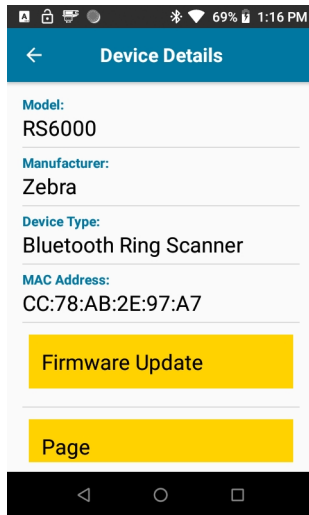 A 69% 1:16 PM
Device Details
Model:
RS6000
Manufacturer:
Zebra
Device Type:
Bluetooth Ring Scanner
MAC Address:
CC:78:AB:2E:97:A7
Firmware Update
Page